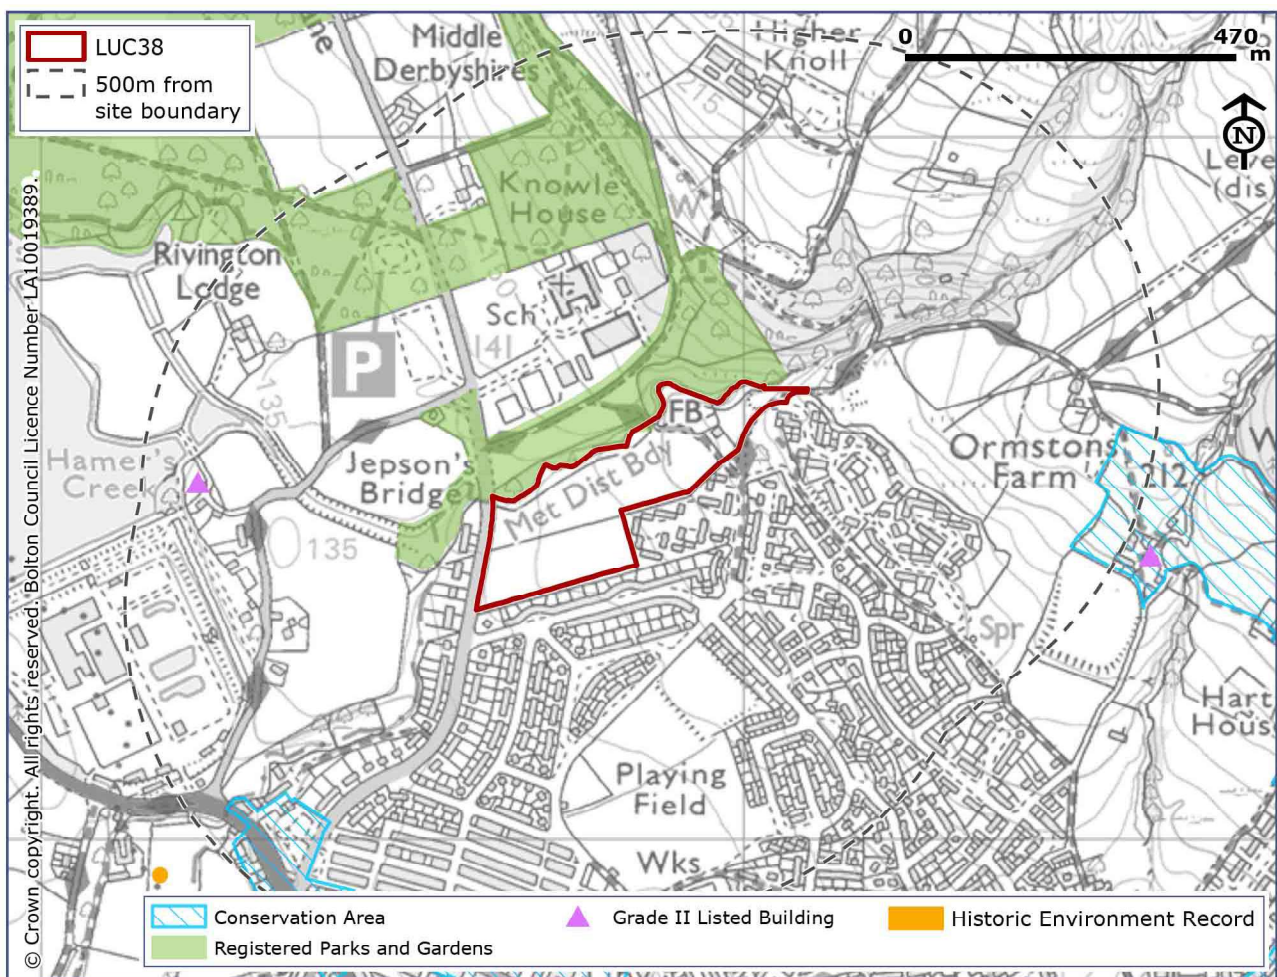 LUC38
500m from
site boundary
Middle
Derbyshires
Higher
Knoll
0
470
m
215
N
Knowle
House
Rivington
Lodge
Sch
141
P
135
FB
Hamer's
Creek
Jepson's
Bridge
Met Dist Bdy
135
Ormstons
Farm
212
Spr
Hart
Playing
Field
Wks
© Crown copyright. All rights reserved. Bolton Council Licence Number LA10019389.
Conservation Area
Grade II Listed Building
Historic Environment Record
Registered Parks and Gardens